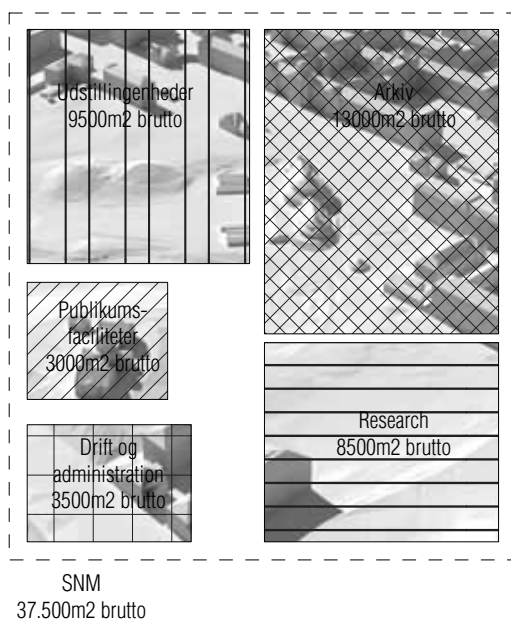 Udstillingenheder
9500m2 brutto
Arkiv
13000m2 brutto
Publikums-
faciliteter
3000m2 brutto
Research
8500m2 brutto
Drift og
administration
3500m2 brutto
SNM
37.500m2 brutto